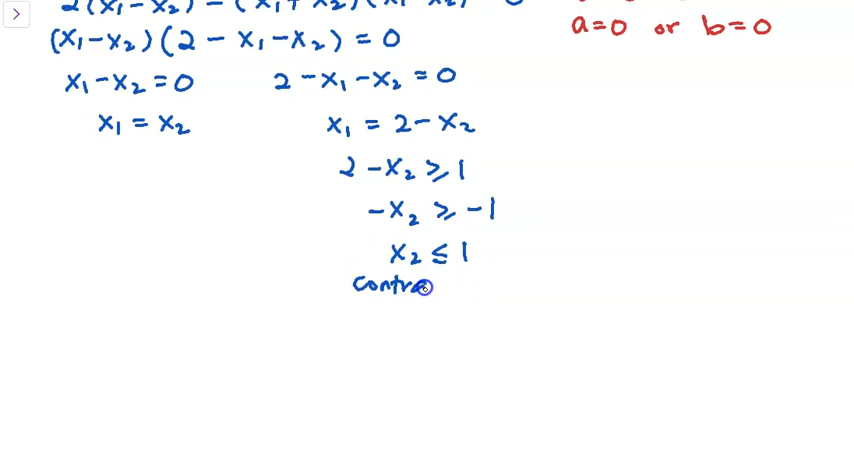 (x₁-x₂)(2 - x₁-x₂) = 0
a=0 or b=0
x₁-x₂ = 0
2-x₁-x₂ = 0
x₁ = x₂
x₁ = 2-x₂
2-x₂ ⩾ 1
-x₂ ⩾ -1
x₂ ≤ 1
contra